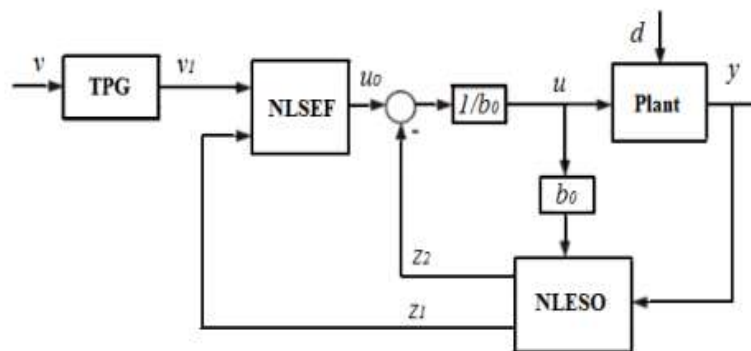 d
v
TPG
v1
NLSEF
u0
1/b0
u
Plant
y
-
b0
z2
NLESO
z1